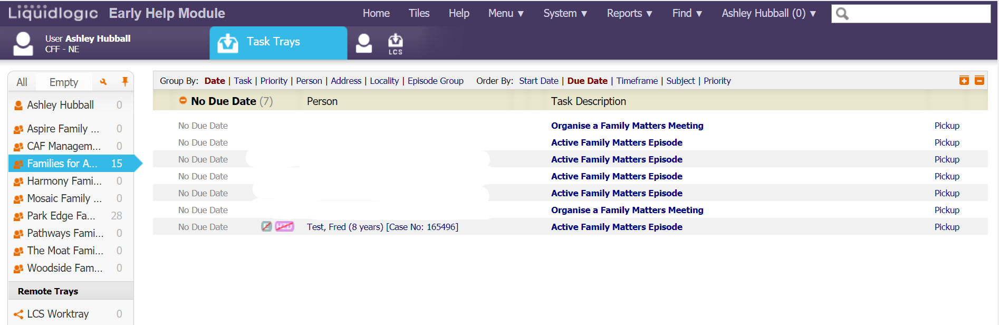 Liquidlogic Early Help Module Home Tiles Help Menu ▼ System ▼ Reports ▼ Find ▼ Ashley Hubball (0) ▼
User Ashley Hubball
CFF - NE
Task Trays
LCS
All Empty
Ashley Hubball 0
Aspire Family ... 0
CAF Managem... 0
Families for A... 15
Harmony Fami... 0
Mosaic Family ... 0
Park Edge Fa... 28
Pathways Fami... 0
The Moat Fami... 0
Woodside Fam... 0
Remote Trays
LCS Worktray 0
Group By: Date | Task | Priority | Person | Address | Locality | Episode Group Order By: Start Date | Due Date | Timeframe | Subject | Priority
No Due Date (7) Person Task Description
No Due Date Organise a Family Matters Meeting Pickup
No Due Date Active Family Matters Episode Pickup
No Due Date Active Family Matters Episode Pickup
No Due Date Active Family Matters Episode Pickup
No Due Date Active Family Matters Episode Pickup
No Due Date Organise a Family Matters Meeting Pickup
No Due Date Test, Fred (8 years) [Case No: 165496] Active Family Matters Episode Pickup